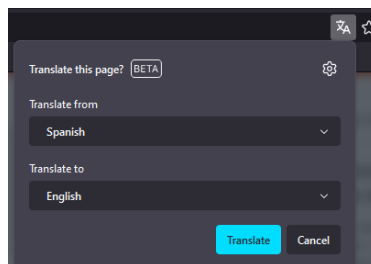 Translate this page? BETA
Translate from
Spanish
Translate to
English
Translate Cancel